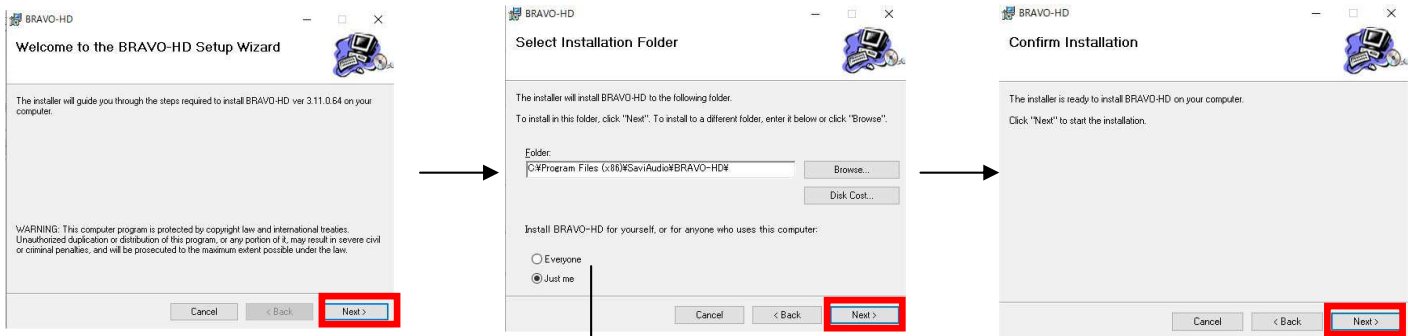 BRAVO-HD
Welcome to the BRAVO-HD Setup Wizard
The installer will guide you through the steps required to install BRAVO-HD ver 3.11.0.64 on your
computer.
WARNING: This computer program is protected by copyright law and international treaties.
Unauthorized duplication or distribution of this program, or any portion of it, may result in severe civil
or criminal penalties, and will be prosecuted to the maximum extent possible under the law.
Cancel
< Back
Next >
BRAVO-HD
Select Installation Folder
The installer will install BRAVO-HD to the following folder.
To install in this folder, click "Next". To install to a different folder, enter it below or click "Browse".
Folder:
C:¥Program Files (x86)¥SaviAudio¥BRAVO-HD¥
Browse...
Disk Cost...
Install BRAVO-HD for yourself, or for anyone who uses this computer:
Everyone
Just me
Cancel
< Back
Next >
BRAVO-HD
Confirm Installation
The installer is ready to install BRAVO-HD on your computer.
Click "Next" to start the installation.
Cancel
< Back
Next >